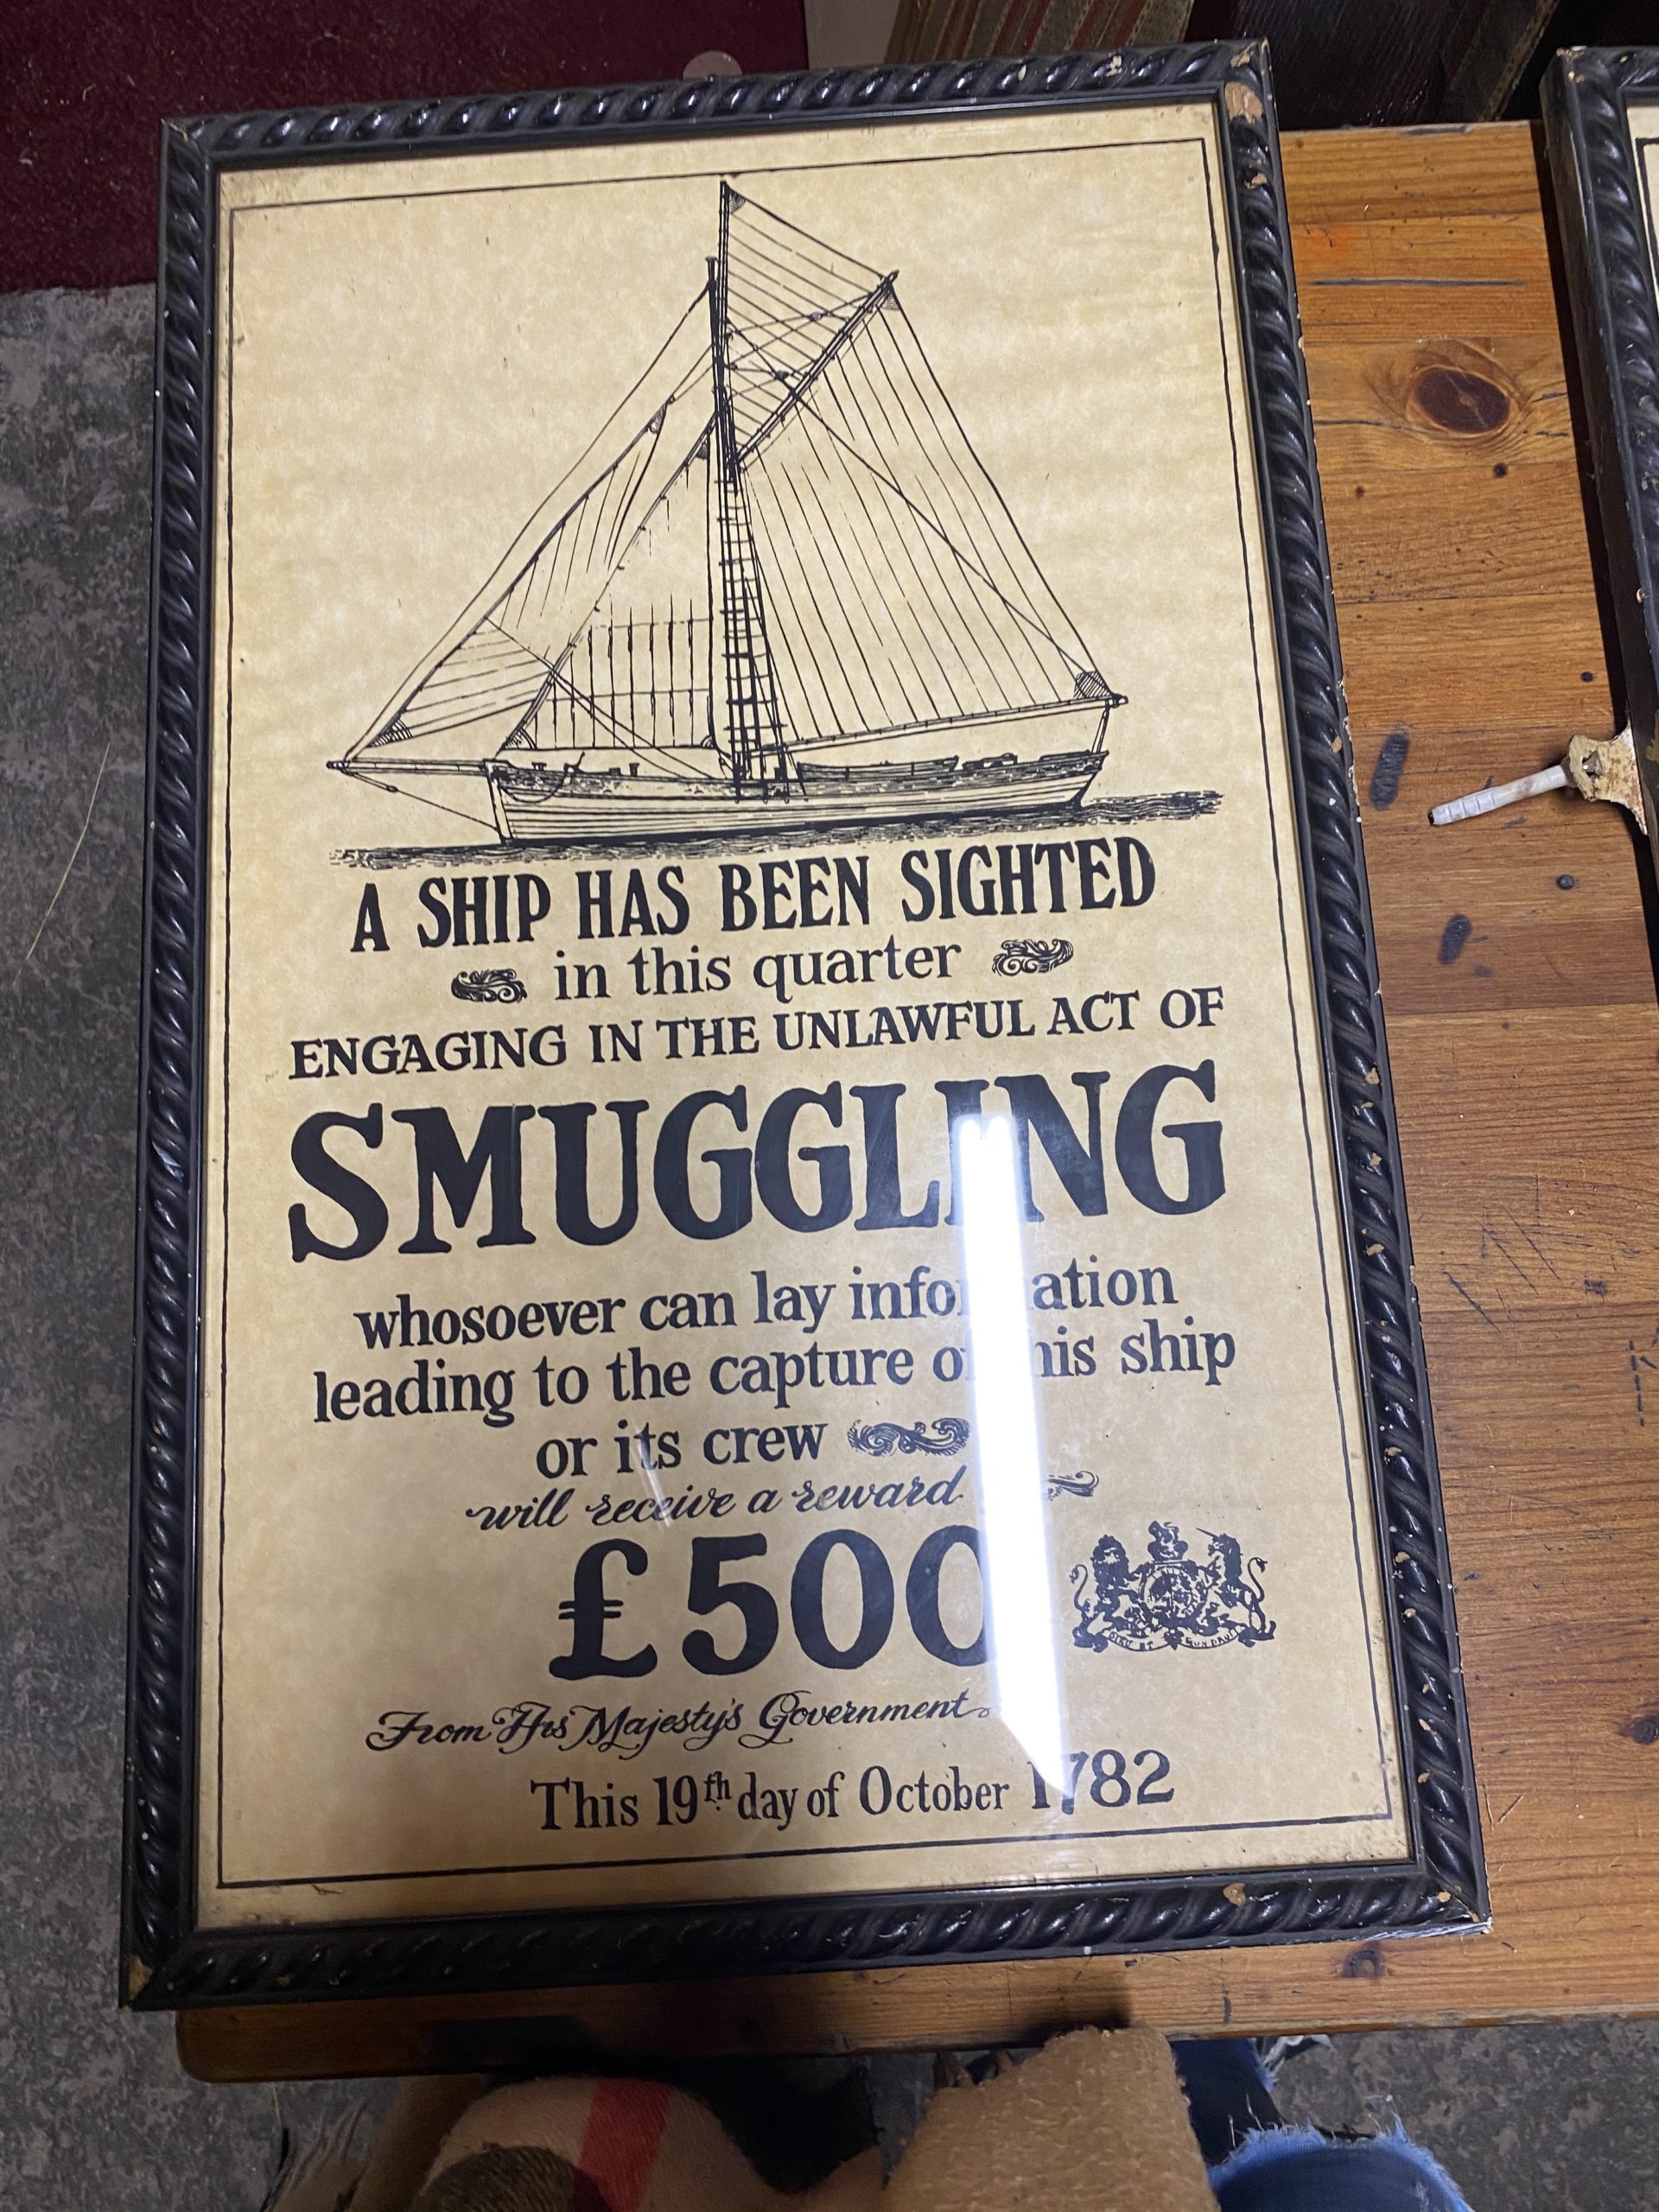 A SHIP HAS BEEN SIGHTED
in this quarter
ENGAGING IN THE UNLAWFUL ACT OF
SMUGGLING
whosoever can lay information
leading to the capture of this ship
or its crew
will receive a reward
£500
From His Majesty's Government
This 19th day of October 1782